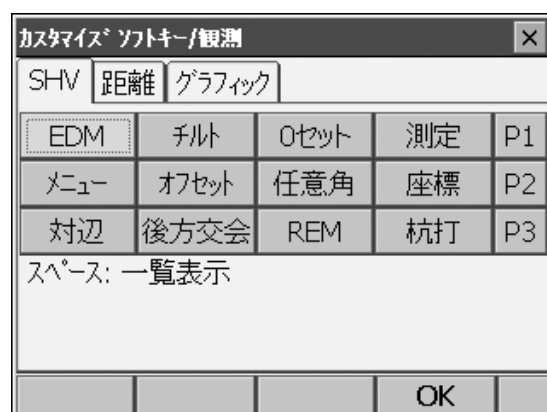 カスタマイズ ソフトキー/観測 ×
SHV 距離 グラフィック
EDM チルト 0セット 測定 P1
メニュー オフセット 任意角 座標 P2
対辺 後方交会 REM 杭打 P3
スペース: 一覧表示
OK